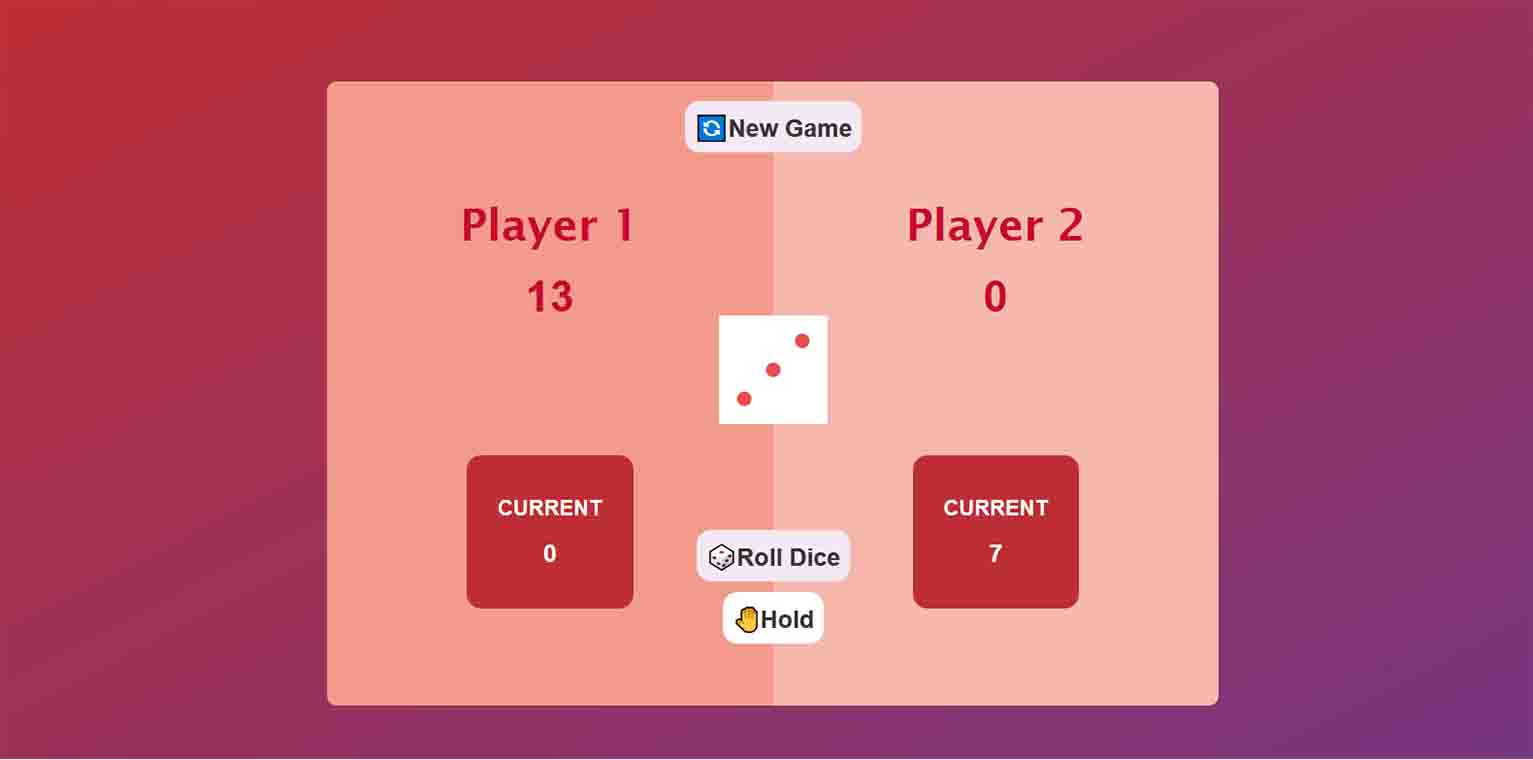 New Game
Player 1
Player 2
13
0
CURRENT
0
CURRENT
7
Roll Dice
Hold